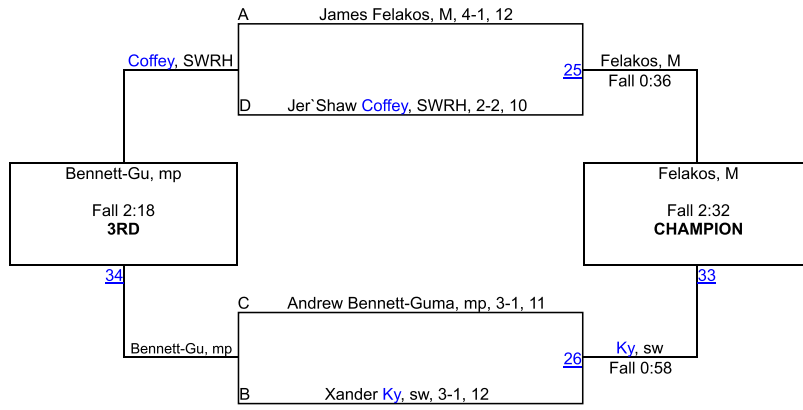 A James Felakos, M, 4-1, 12
Coffey, SWRH
25
Felakos, M
Fall 0:36
D Jer`Shaw Coffey, SWRH, 2-2, 10
Bennett-Gu, mp
Fall 2:18
3RD
Felakos, M
Fall 2:32
CHAMPION
34
33
C Andrew Bennett-Guma, mp, 3-1, 11
Bennett-Gu, mp
26
Ky, sw
Fall 0:58
B Xander Ky, sw, 3-1, 12